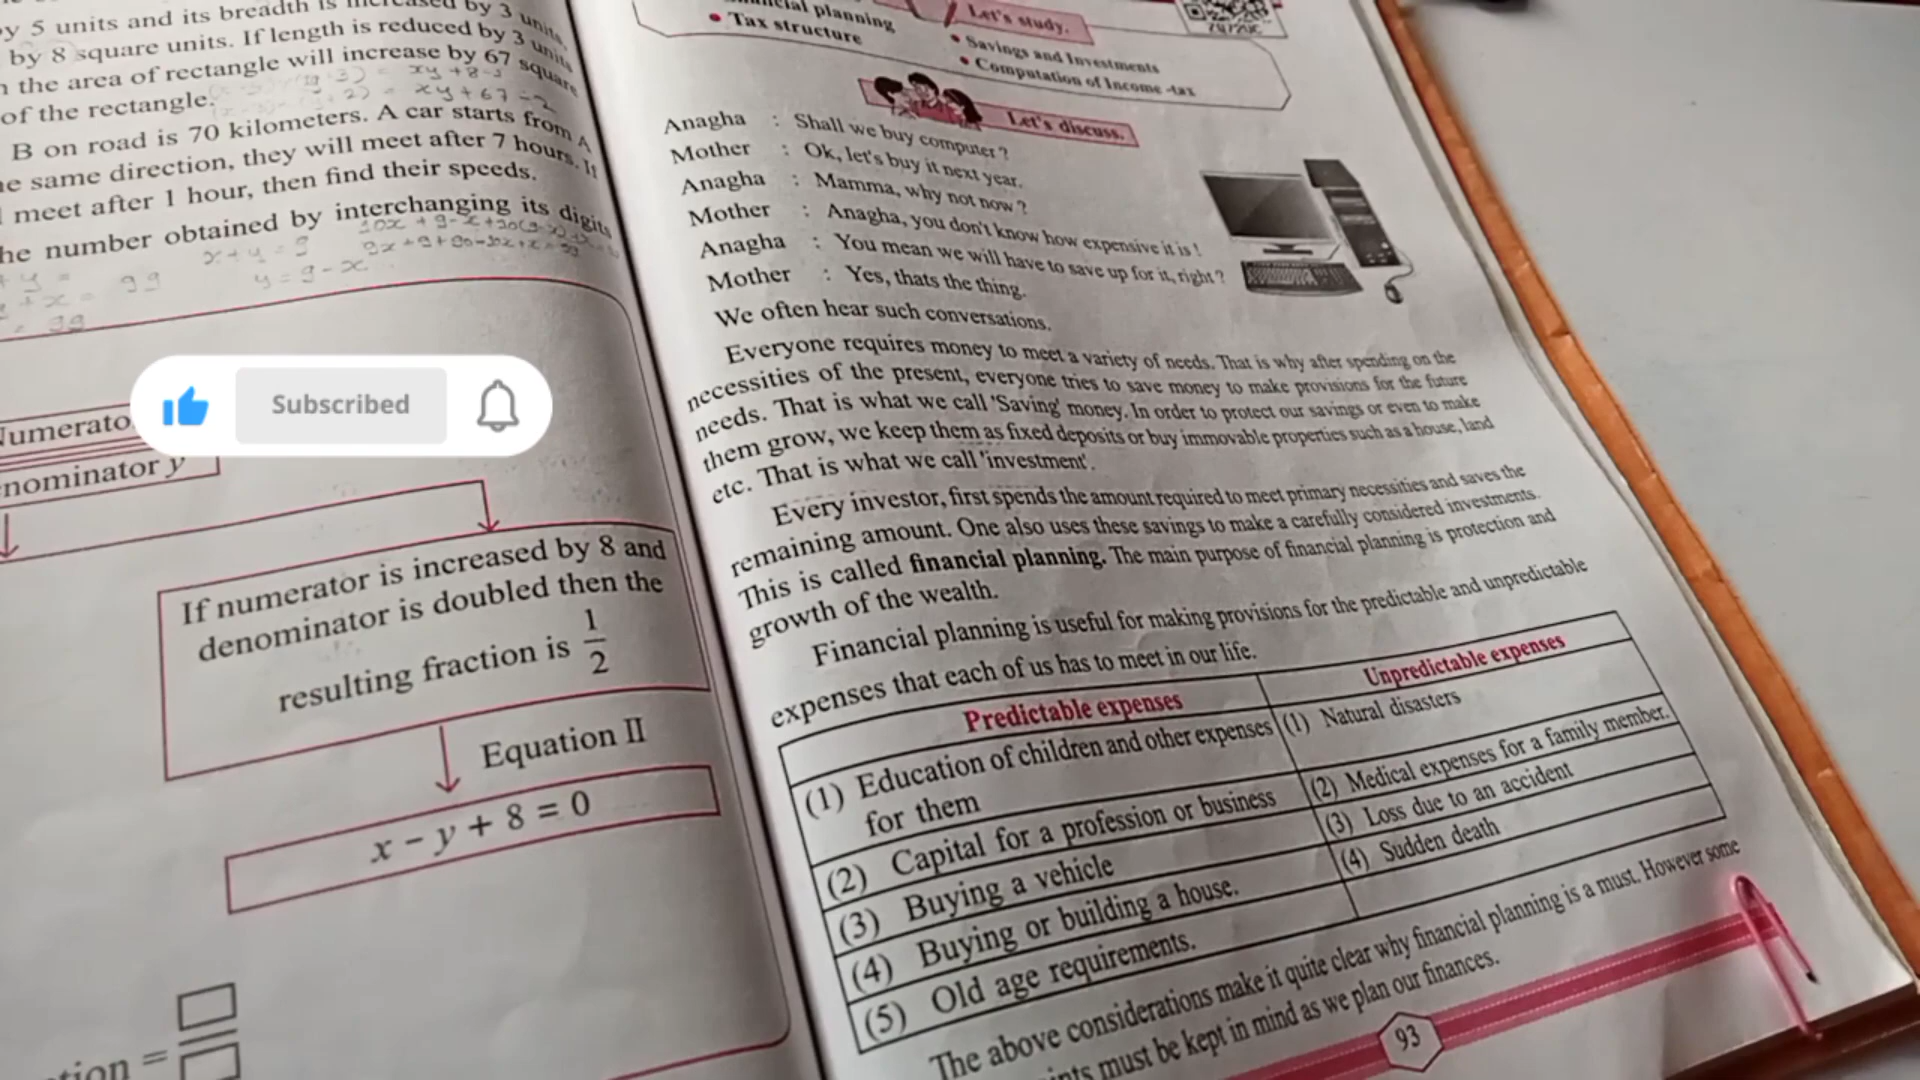 y 5 units and its breadth is increased by 3 units,
by 8 square units. If length is reduced by 3 units
the area of rectangle will increase by 67 square
of the rectangle.
xy + 8 -
xy + 67 - 2
B on road is 70 kilometers. A car starts from A
same direction, they will meet after 7 hours. If
meet after 1 hour, then find their speeds.
he number obtained by interchanging its digits
x + y = 9
y = 9 - x
99
99
Numerato
nominator y
If numerator is increased by 8 and
denominator is doubled then the
resulting fraction is 1/2
Equation II
x − y + 8 = 0
tion = □/□
Subscribed
planning
• Tax structure
Let's study.
• Savings and Investments
• Computation of Income -tax
Let's discuss.
Anagha : Shall we buy computer ?
Mother : Ok, let's buy it next year.
Anagha : Mamma, why not now ?
Mother : Anagha, you don't know how expensive it is !
Anagha : You mean we will have to save up for it, right ?
Mother : Yes, thats the thing.
We often hear such conversations.
Everyone requires money to meet a variety of needs. That is why after spending on the
necessities of the present, everyone tries to save money to make provisions for the future
needs. That is what we call 'Saving' money. In order to protect our savings or even to make
them grow, we keep them as fixed deposits or buy immovable properties such as a house, land
etc. That is what we call 'investment'.
Every investor, first spends the amount required to meet primary necessities and saves the
remaining amount. One also uses these savings to make a carefully considered investments.
This is called financial planning. The main purpose of financial planning is protection and
growth of the wealth.
Financial planning is useful for making provisions for the predictable and unpredictable
expenses that each of us has to meet in our life.
Predictable expenses
Unpredictable expenses
(1) Education of children and other expenses
for them
(1) Natural disasters
(2) Capital for a profession or business
(2) Medical expenses for a family member.
(3) Buying a vehicle
(3) Loss due to an accident
(4) Buying or building a house.
(4) Sudden death
(5) Old age requirements.
The above considerations make it quite clear why financial planning is a must. However some
must be kept in mind as we plan our finances.
93